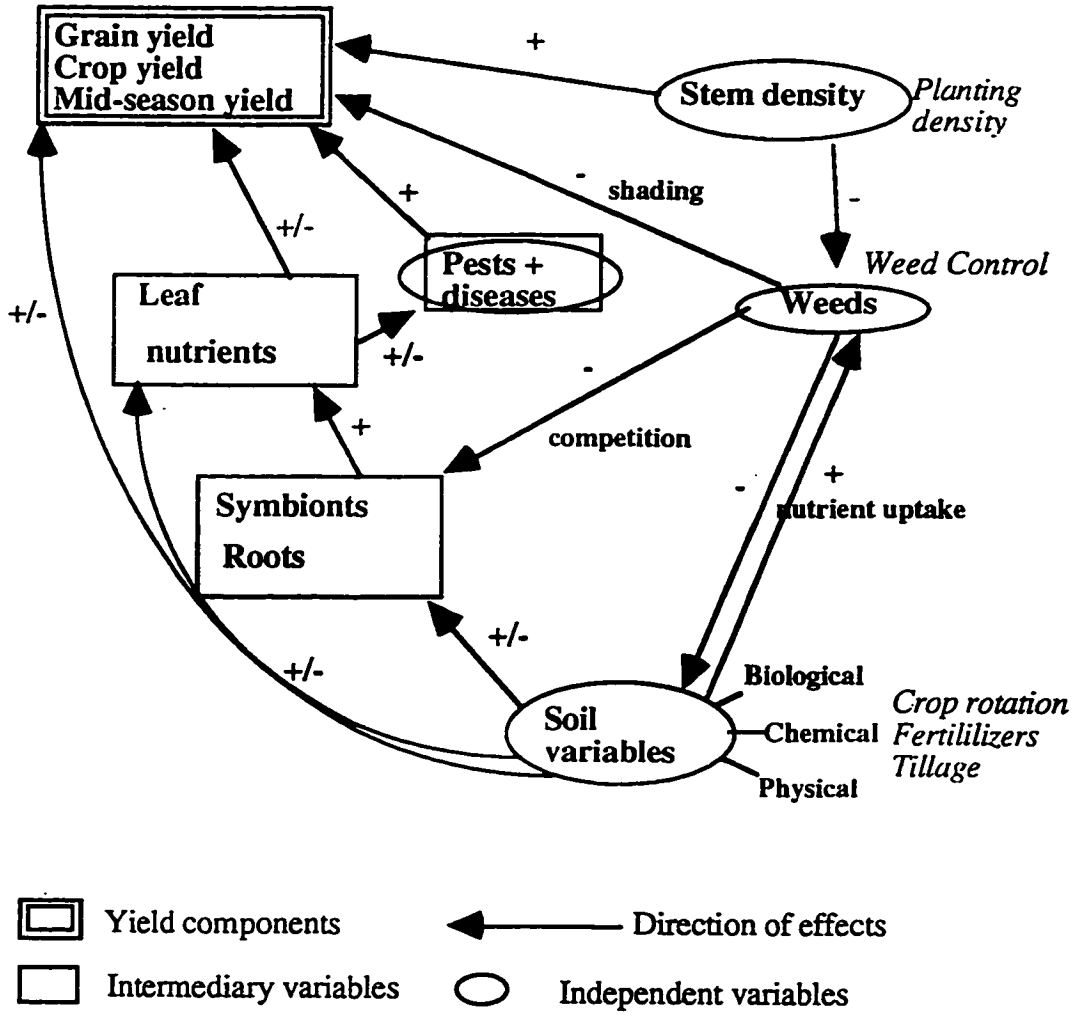 Grain yield
Crop yield
Mid-season yield
+
Stem density
Planting
density
-
shading
-
+
+/-
Pests +
diseases
Weed Control
Weeds
Leaf
nutrients
+/-
+/-
-
+
competition
Symbionts
Roots
-
+
nutrient uptake
+/-
+/-
Biological
Soil
variables
Chemical
Physical
Crop rotation
Fertililizers
Tillage
Yield components
Direction of effects
Intermediary variables
Independent variables